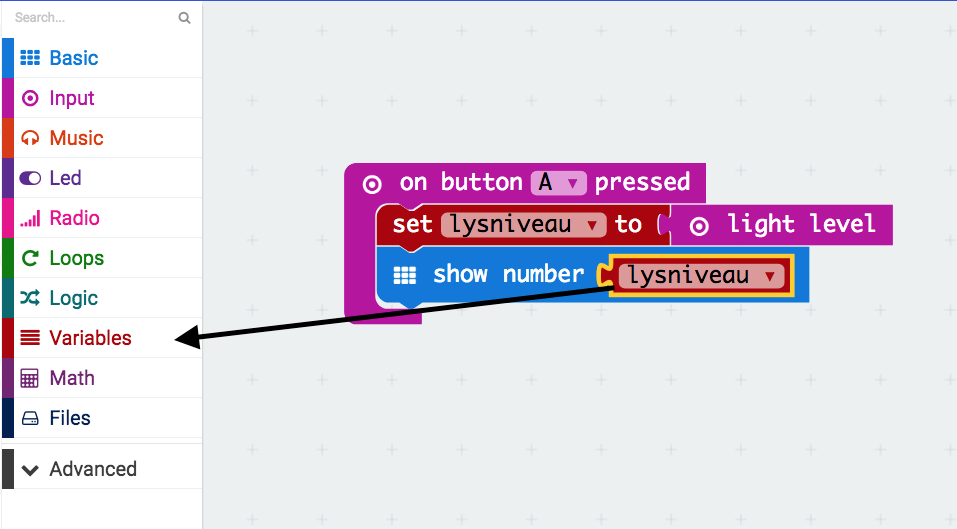 Search...
Basic
Input
Music
Led
Radio
Loops
Logic
Variables
Math
Files
Advanced
on button A pressed
set lysniveau to light level
show number lysniveau